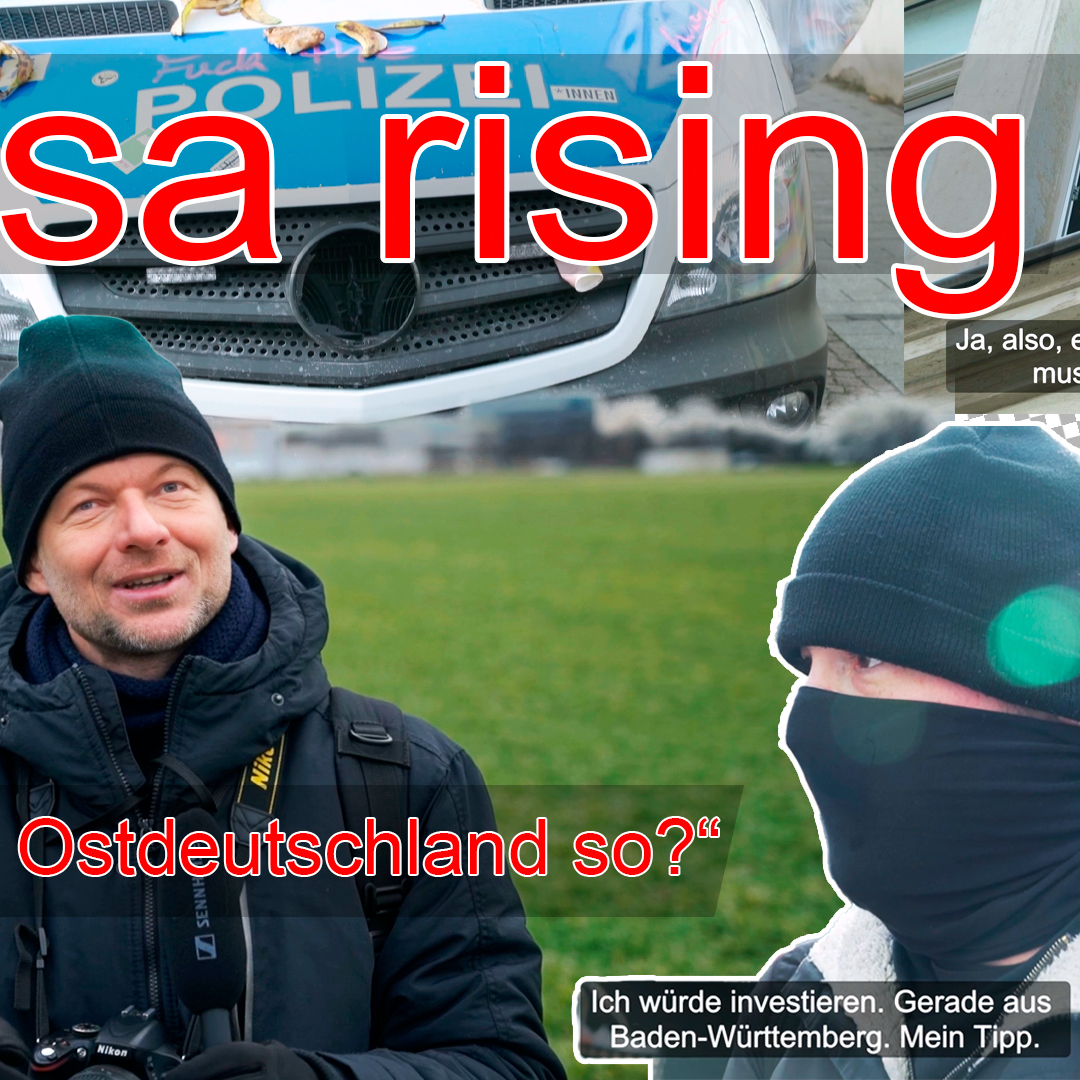 Fuck the
POLIZEI
*INNEN
sa rising
Ja, also, e
mus
Nikon
Ostdeutschland so?“
SENNH
Nikon
Ich würde investieren. Gerade aus
Baden-Württemberg. Mein Tipp.